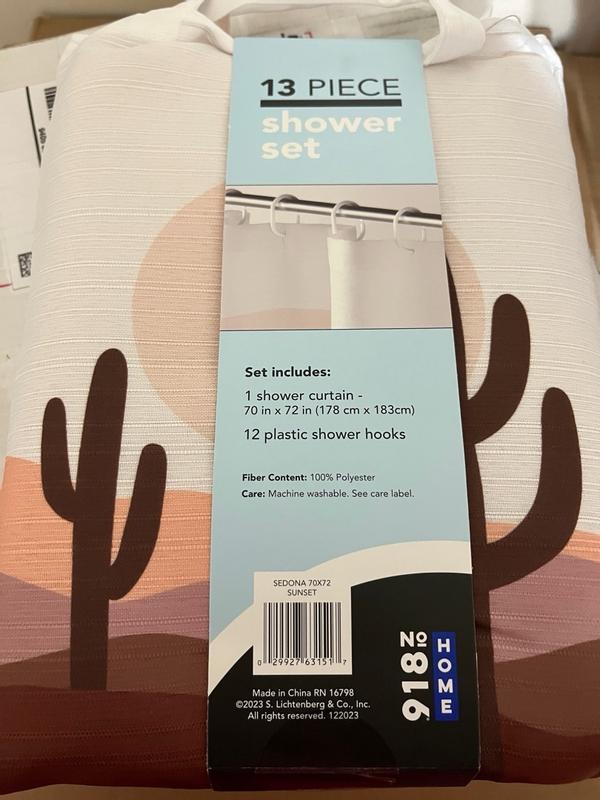 13 PIECE
shower
set
Set includes:
1 shower curtain -
70 in x 72 in (178 cm x 183cm)
12 plastic shower hooks
Fiber Content: 100% Polyester
Care: Machine washable. See care label.
SEDONA 70X72
SUNSET
0 29927 63151 7
Made in China RN 16798
©2023 S. Lichtenberg & Co., Inc.
All rights reserved. 122023
No 918
HOME